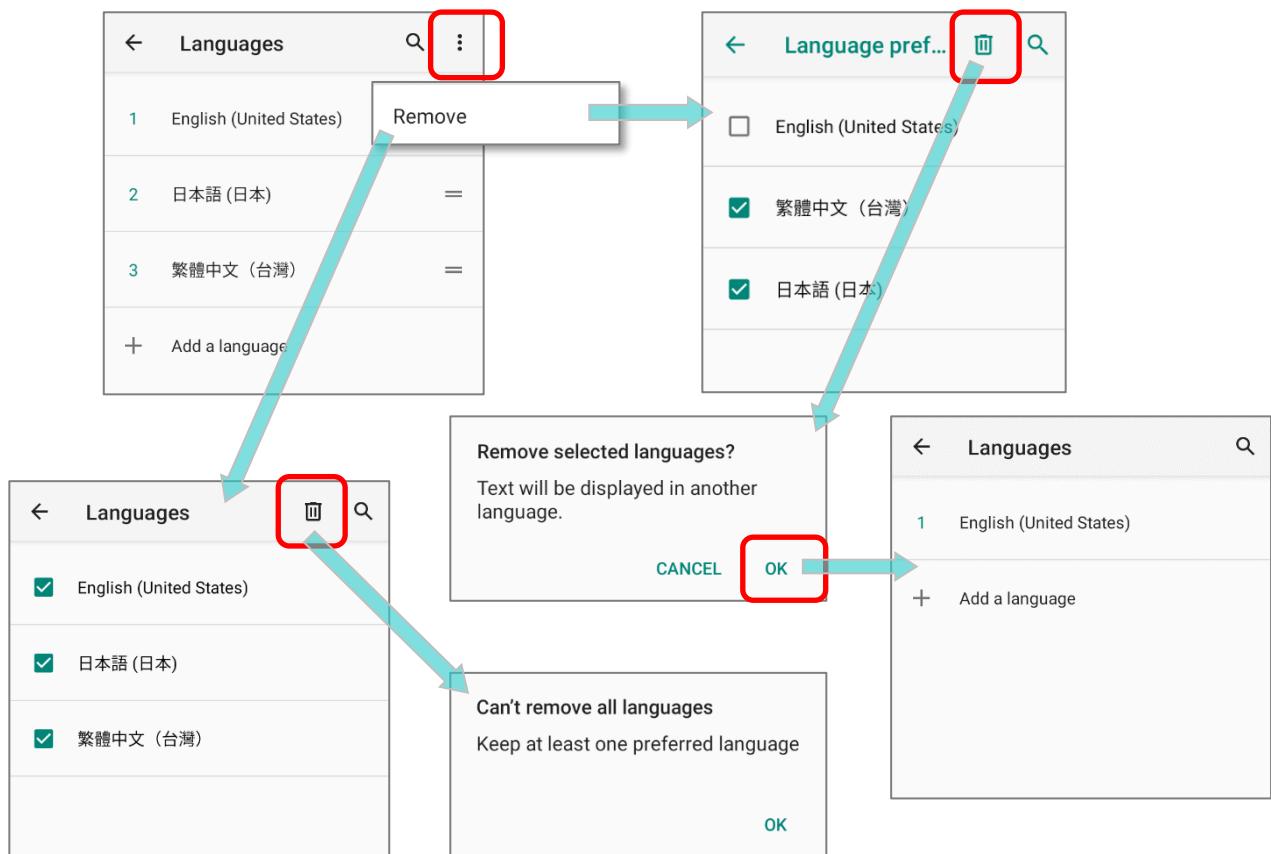 Languages
1 English (United States)
Remove
2 日本語 (日本)
3 繁體中文（台灣）
Add a language
Language pref...
English (United States)
繁體中文（台灣）
日本語 (日本)
Languages
English (United States)
日本語 (日本)
繁體中文（台灣）
Remove selected languages?
Text will be displayed in another
language.
CANCEL OK
Can't remove all languages
Keep at least one preferred language
OK
Languages
1 English (United States)
Add a language